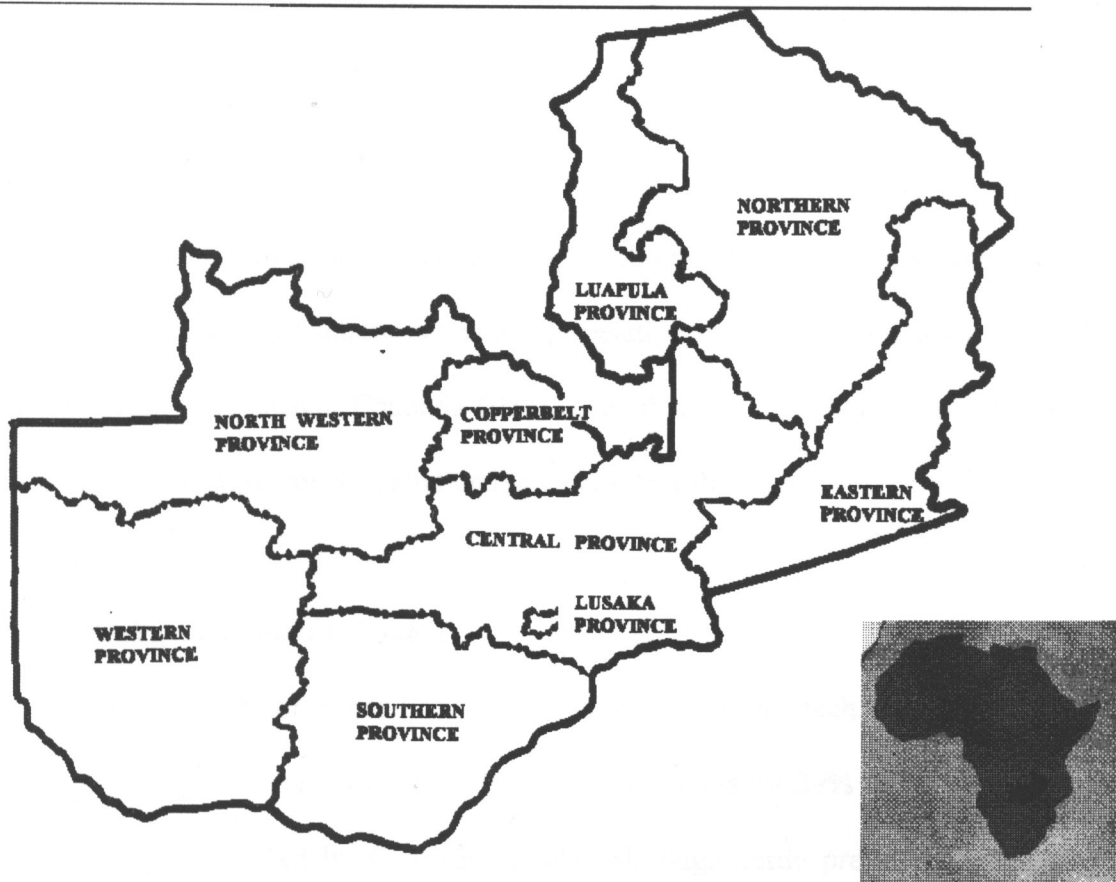 NORTHERN
PROVINCE
LUAPULA
PROVINCE
NORTH WESTERN
PROVINCE
COPPERBELT
PROVINCE
EASTERN
PROVINCE
CENTRAL PROVINCE
LUSAKA
PROVINCE
WESTERN
PROVINCE
SOUTHERN
PROVINCE